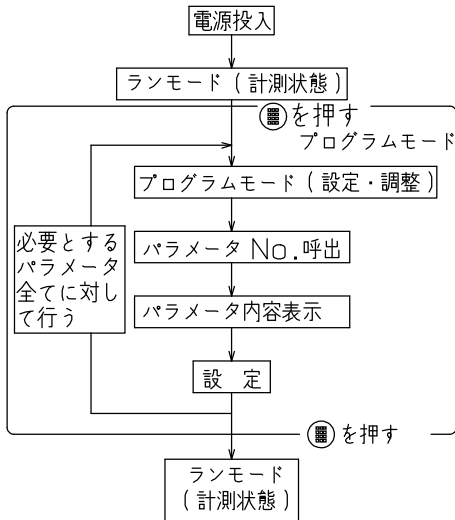 電源投入
ランモード(計測状態)
を押す
プログラムモード
プログラムモード(設定・調整)
必要とする
パラメータ
全てに対し
て行う
パラメータ No.呼出
パラメータ内容表示
設 定
を押す
ランモード
(計測状態)